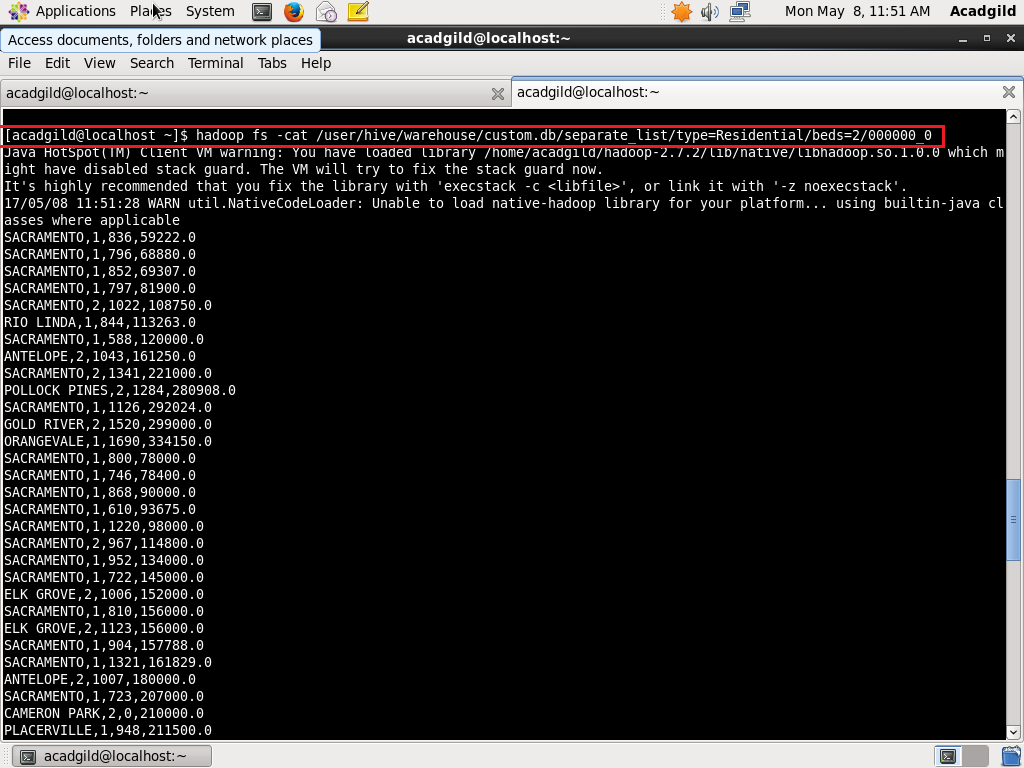 Applications Places System Mon May 8, 11:51 AM Acadgild
Access documents, folders and network places
acadgild@localhost:~
File Edit View Search Terminal Tabs Help
acadgild@localhost:~ acadgild@localhost:~
[acadgild@localhost ~]$ hadoop fs -cat /user/hive/warehouse/custom.db/separate_list/type=Residential/beds=2/000000_0
Java HotSpot(TM) Client VM warning: You have loaded library /home/acadgild/hadoop-2.7.2/lib/native/libhadoop.so.1.0.0 which m
ight have disabled stack guard. The VM will try to fix the stack guard now.
It's highly recommended that you fix the library with 'execstack -c <libfile>', or link it with '-z noexecstack'.
17/05/08 11:51:28 WARN util.NativeCodeLoader: Unable to load native-hadoop library for your platform... using builtin-java cl
asses where applicable
SACRAMENTO,1,836,59222.0
SACRAMENTO,1,796,68880.0
SACRAMENTO,1,852,69307.0
SACRAMENTO,1,797,81900.0
SACRAMENTO,2,1022,108750.0
RIO LINDA,1,844,113263.0
SACRAMENTO,1,588,120000.0
ANTELOPE,2,1043,161250.0
SACRAMENTO,2,1341,221000.0
POLLOCK PINES,2,1284,280908.0
SACRAMENTO,1,1126,292024.0
GOLD RIVER,2,1520,299000.0
ORANGEVALE,1,1690,334150.0
SACRAMENTO,1,800,78000.0
SACRAMENTO,1,746,78400.0
SACRAMENTO,1,868,90000.0
SACRAMENTO,1,610,93675.0
SACRAMENTO,1,1220,98000.0
SACRAMENTO,2,967,114800.0
SACRAMENTO,1,952,134000.0
SACRAMENTO,1,722,145000.0
ELK GROVE,2,1006,152000.0
SACRAMENTO,1,810,156000.0
ELK GROVE,2,1123,156000.0
SACRAMENTO,1,904,157788.0
SACRAMENTO,1,1321,161829.0
ANTELOPE,2,1007,180000.0
SACRAMENTO,1,723,207000.0
CAMERON PARK,2,0,210000.0
PLACERVILLE,1,948,211500.0
acadgild@localhost:~